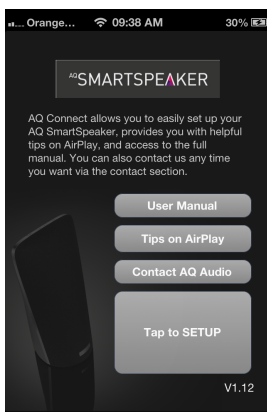 Orange... 09:38 AM 30%
AQSMARTSPEAKER
AQ Connect allows you to easily set up your
AQ SmartSpeaker, provides you with helpful
tips on AirPlay, and access to the full
manual. You can also contact us any time
you want via the contact section.
User Manual
Tips on AirPlay
Contact AQ Audio
Tap to SETUP
V1.12